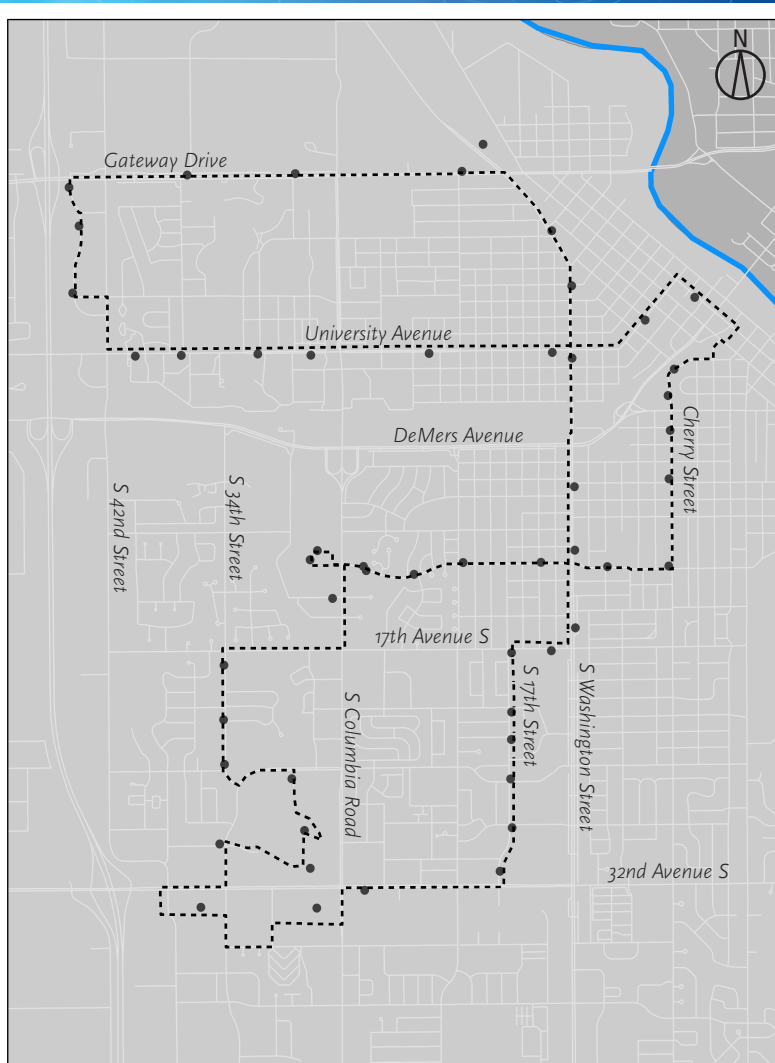 N
Gateway Drive
University Avenue
DeMers Avenue
Cherry Street
S 42nd Street
S 34th Street
17th Avenue S
S Columbia Road
S 17th Street
S Washington Street
32nd Avenue S